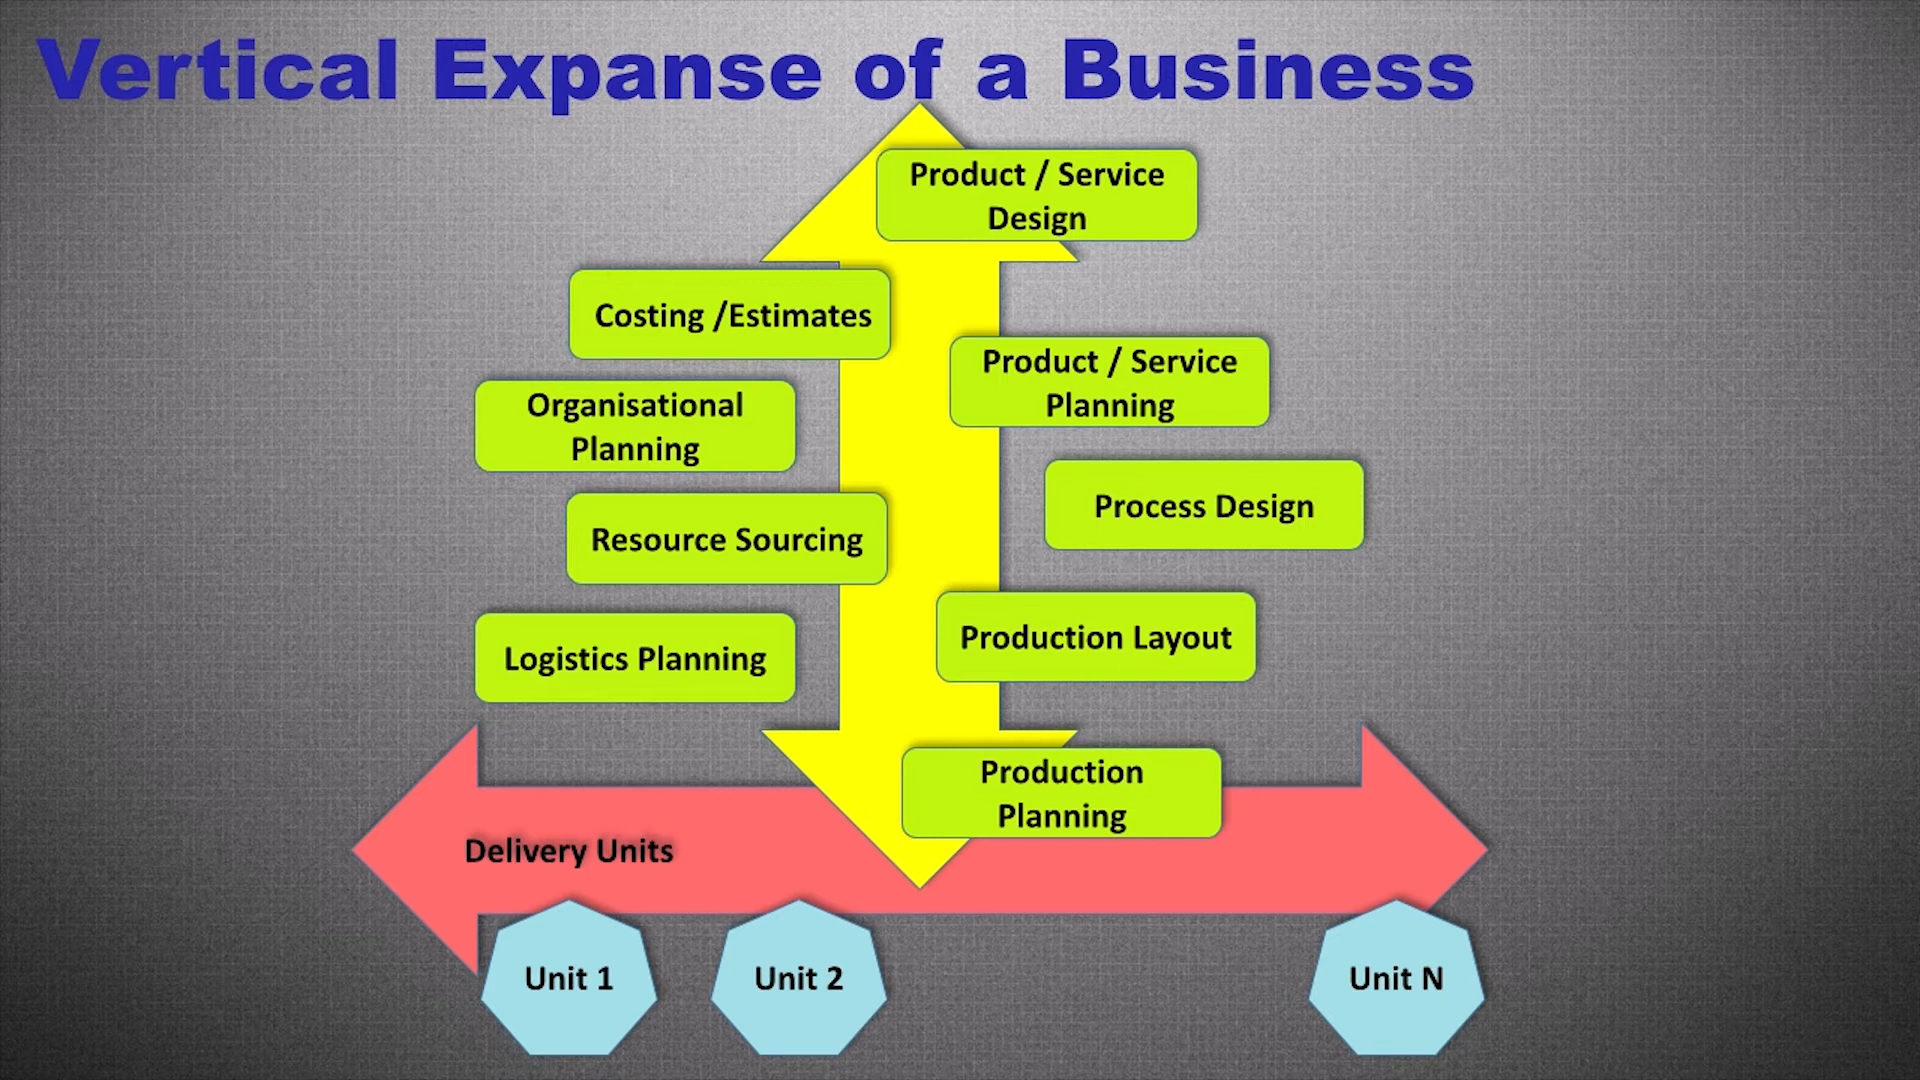 Vertical Expanse of a Business
Product / Service
Design
Costing /Estimates
Product / Service
Planning
Organisational
Planning
Process Design
Resource Sourcing
Production Layout
Logistics Planning
Production
Planning
Delivery Units
Unit 1
Unit 2
Unit N